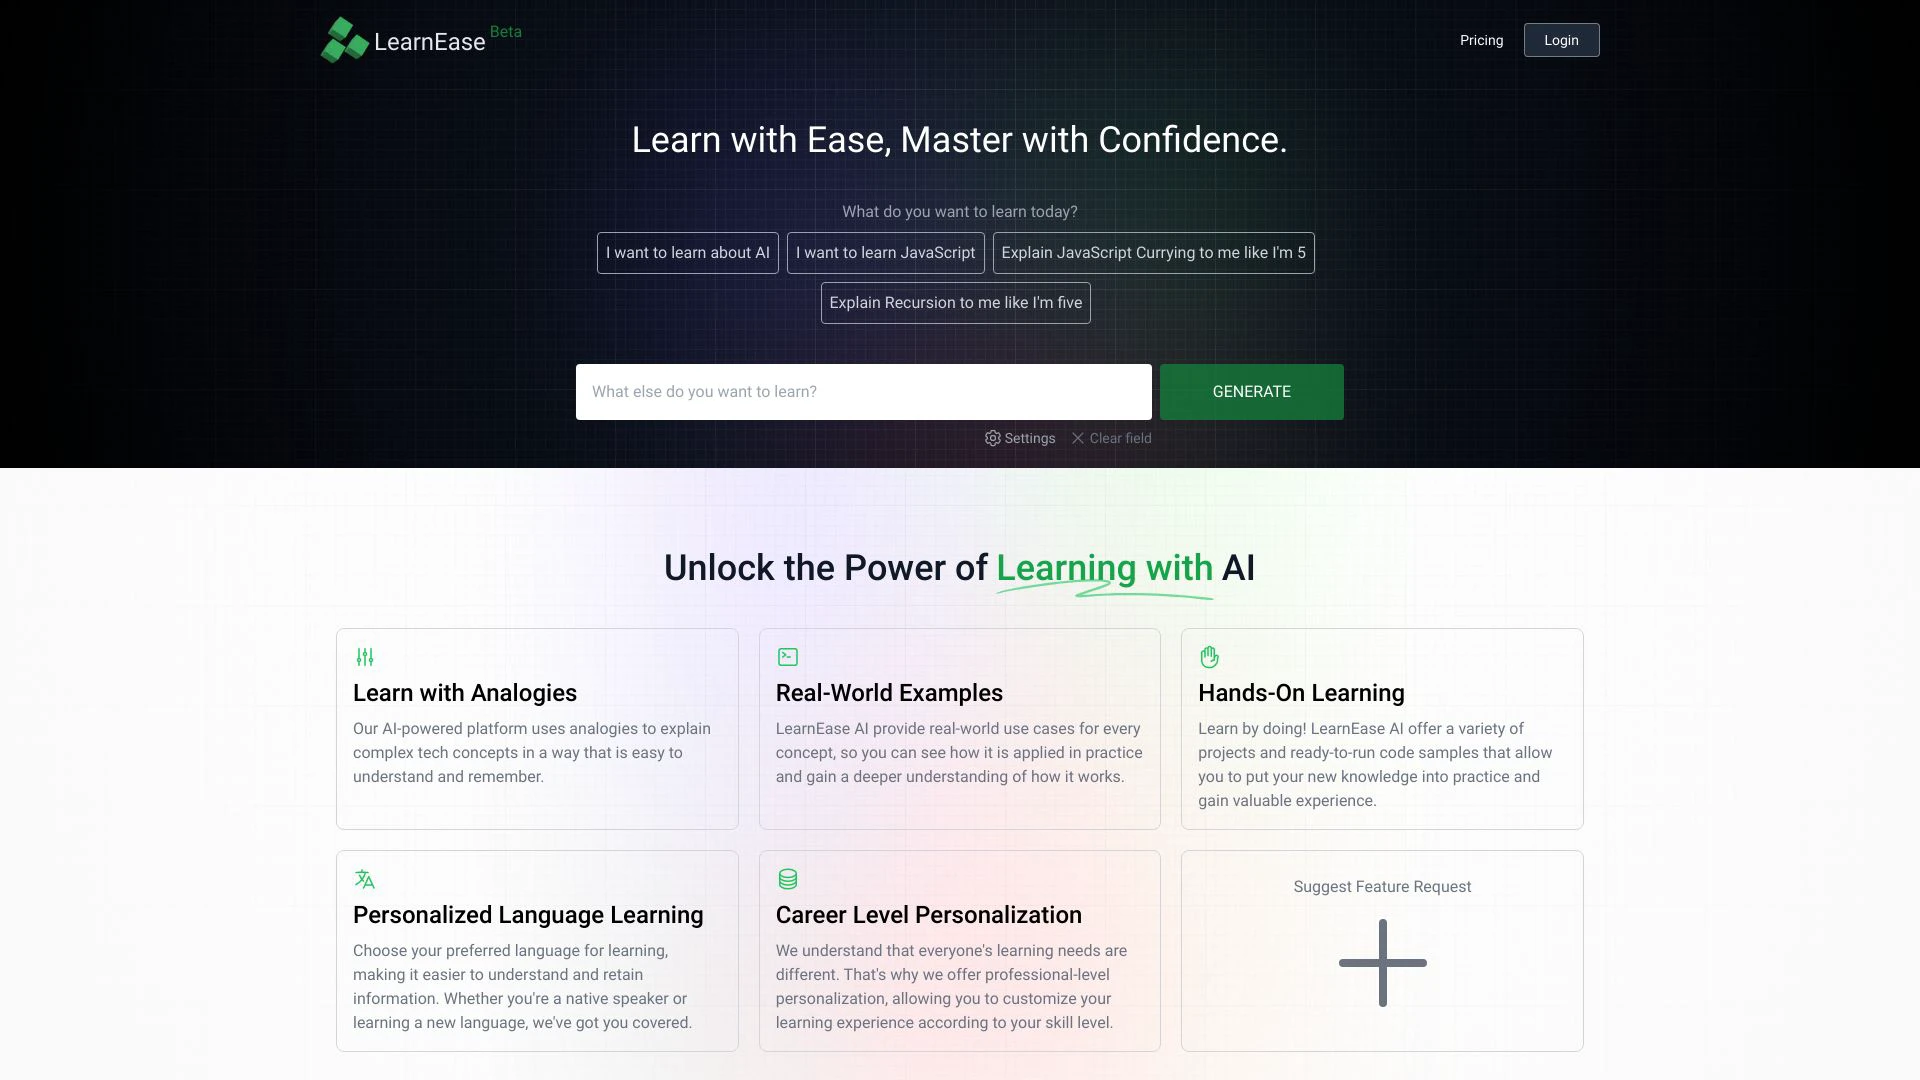 LearnEase Beta
Pricing
Login
Learn with Ease, Master with Confidence.
What do you want to learn today?
I want to learn about AI
I want to learn JavaScript
Explain JavaScript Currying to me like I'm 5
Explain Recursion to me like I'm five
What else do you want to learn?
GENERATE
Settings
Clear field
Unlock the Power of Learning with AI
Learn with Analogies
Our AI-powered platform uses analogies to explain
complex tech concepts in a way that is easy to
understand and remember.
Real-World Examples
LearnEase AI provide real-world use cases for every
concept, so you can see how it is applied in practice
and gain a deeper understanding of how it works.
Hands-On Learning
Learn by doing! LearnEase AI offer a variety of
projects and ready-to-run code samples that allow
you to put your new knowledge into practice and
gain valuable experience.
Personalized Language Learning
Choose your preferred language for learning,
making it easier to understand and retain
information. Whether you're a native speaker or
learning a new language, we've got you covered.
Career Level Personalization
We understand that everyone's learning needs are
different. That's why we offer professional-level
personalization, allowing you to customize your
learning experience according to your skill level.
Suggest Feature Request